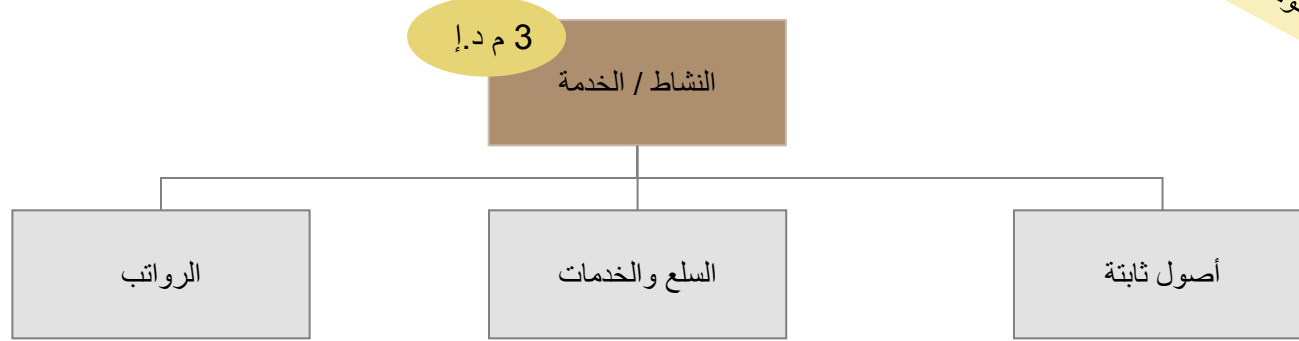 3 م د.إ
النشاط / الخدمة
أصول ثابتة
السلع والخدمات
الرواتب